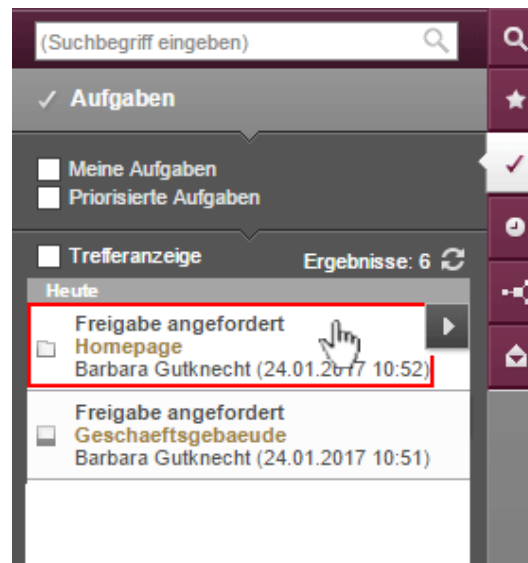 (Suchbegriff eingeben)
Aufgaben
Meine Aufgaben
Priorisierte Aufgaben
Trefferanzeige Ergebnisse: 6
Heute
Freigabe angefordert
Homepage
Barbara Gutknecht (24.01.2017 10:52)
Freigabe angefordert
Geschaeftsgebaeude
Barbara Gutknecht (24.01.2017 10:51)